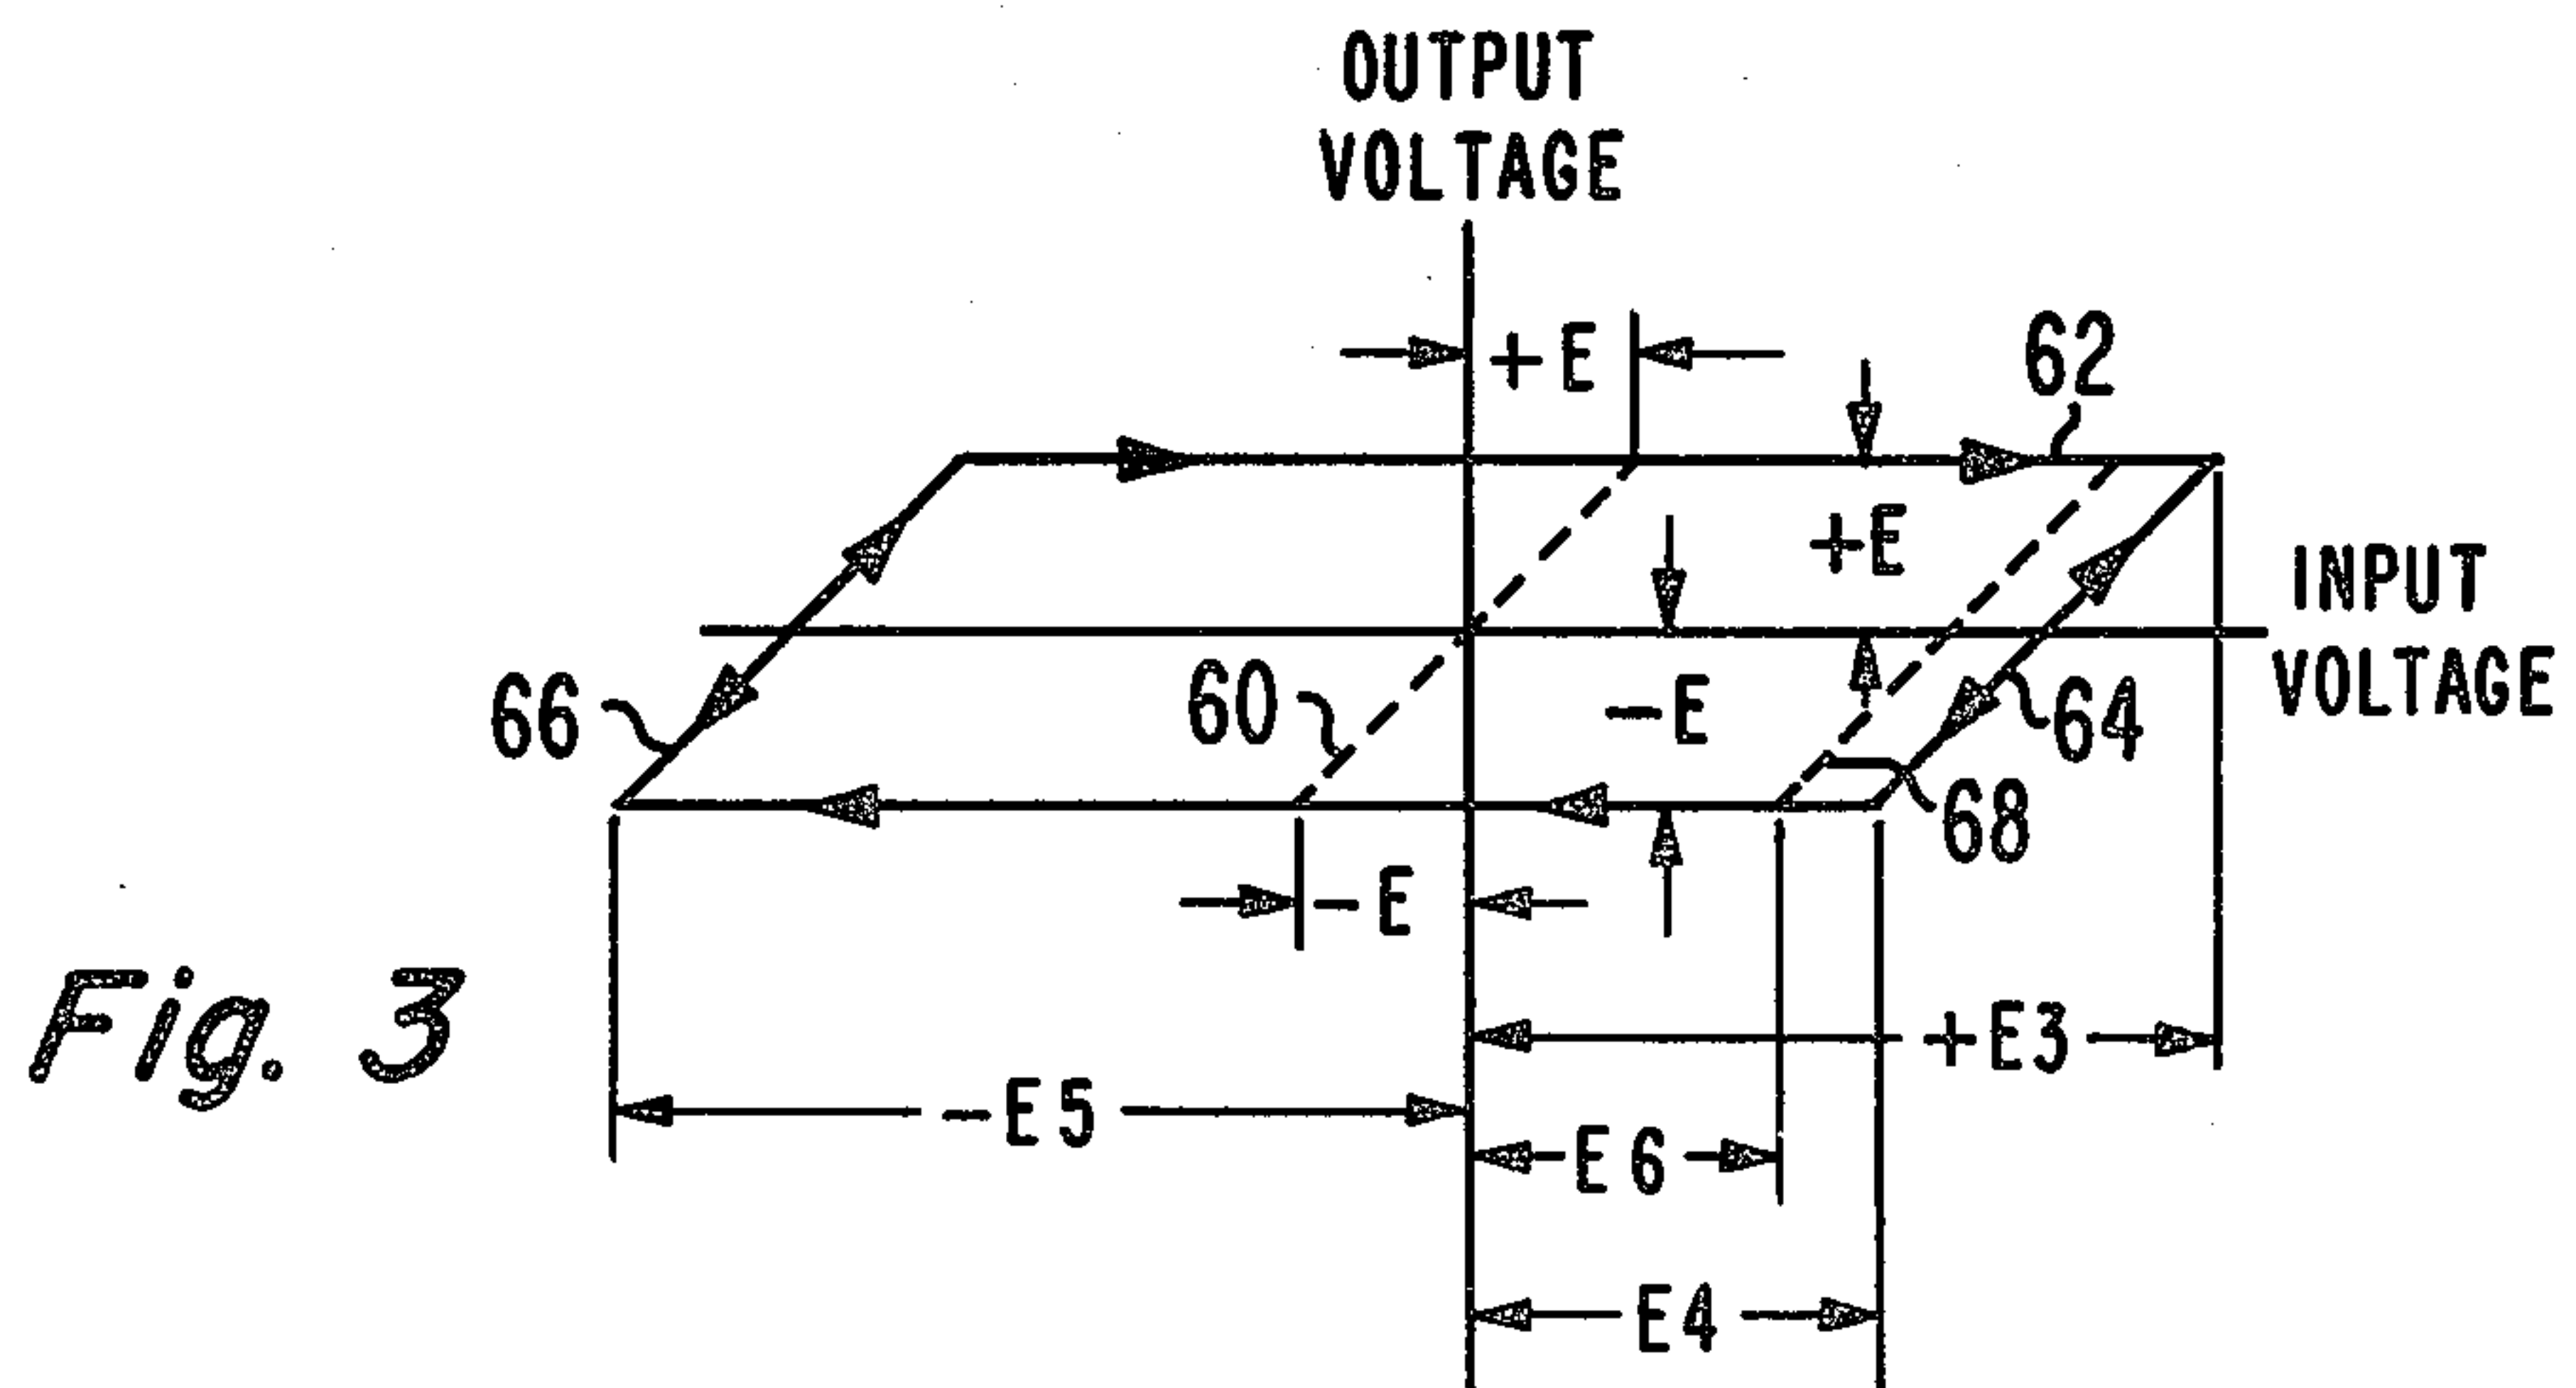 OUTPUT
VOLTAGE
+E
62
+E
INPUT
VOLTAGE
66
60
-E
64
68
-E
Fig. 3
+E3
-E5
E6
E4